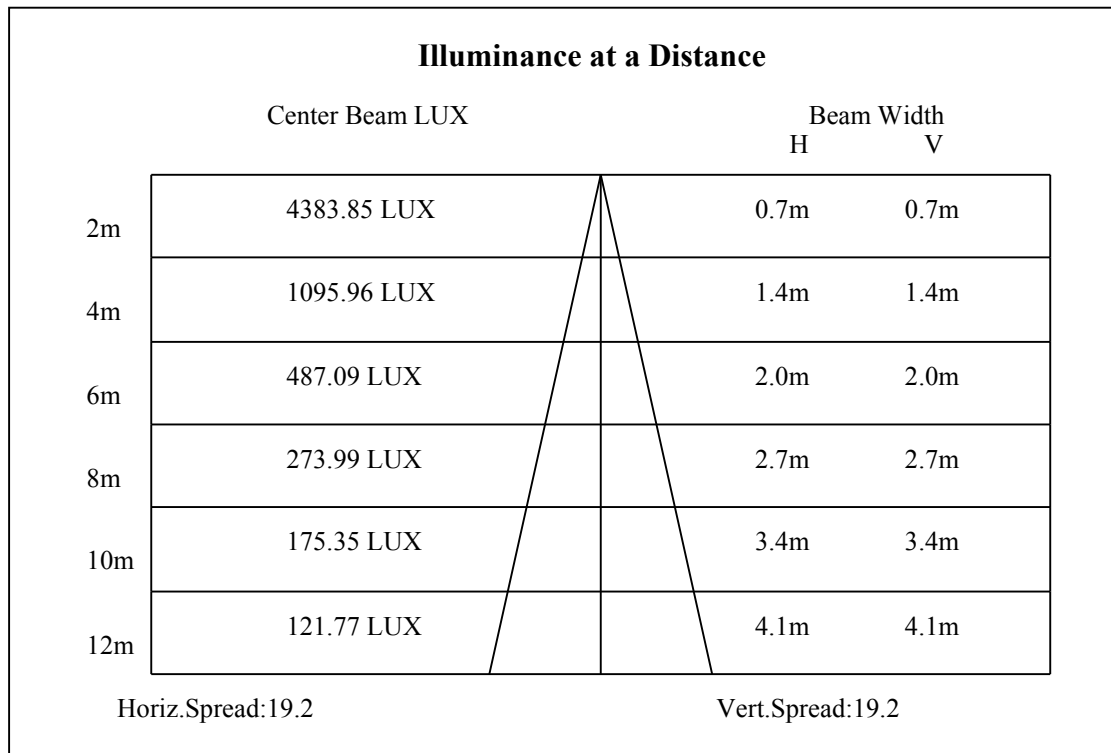 Illuminance at a Distance
Center Beam LUX Beam Width
H V
2m 4383.85 LUX 0.7m 0.7m
4m 1095.96 LUX 1.4m 1.4m
6m 487.09 LUX 2.0m 2.0m
8m 273.99 LUX 2.7m 2.7m
10m 175.35 LUX 3.4m 3.4m
12m 121.77 LUX 4.1m 4.1m
Horiz.Spread:19.2 Vert.Spread:19.2